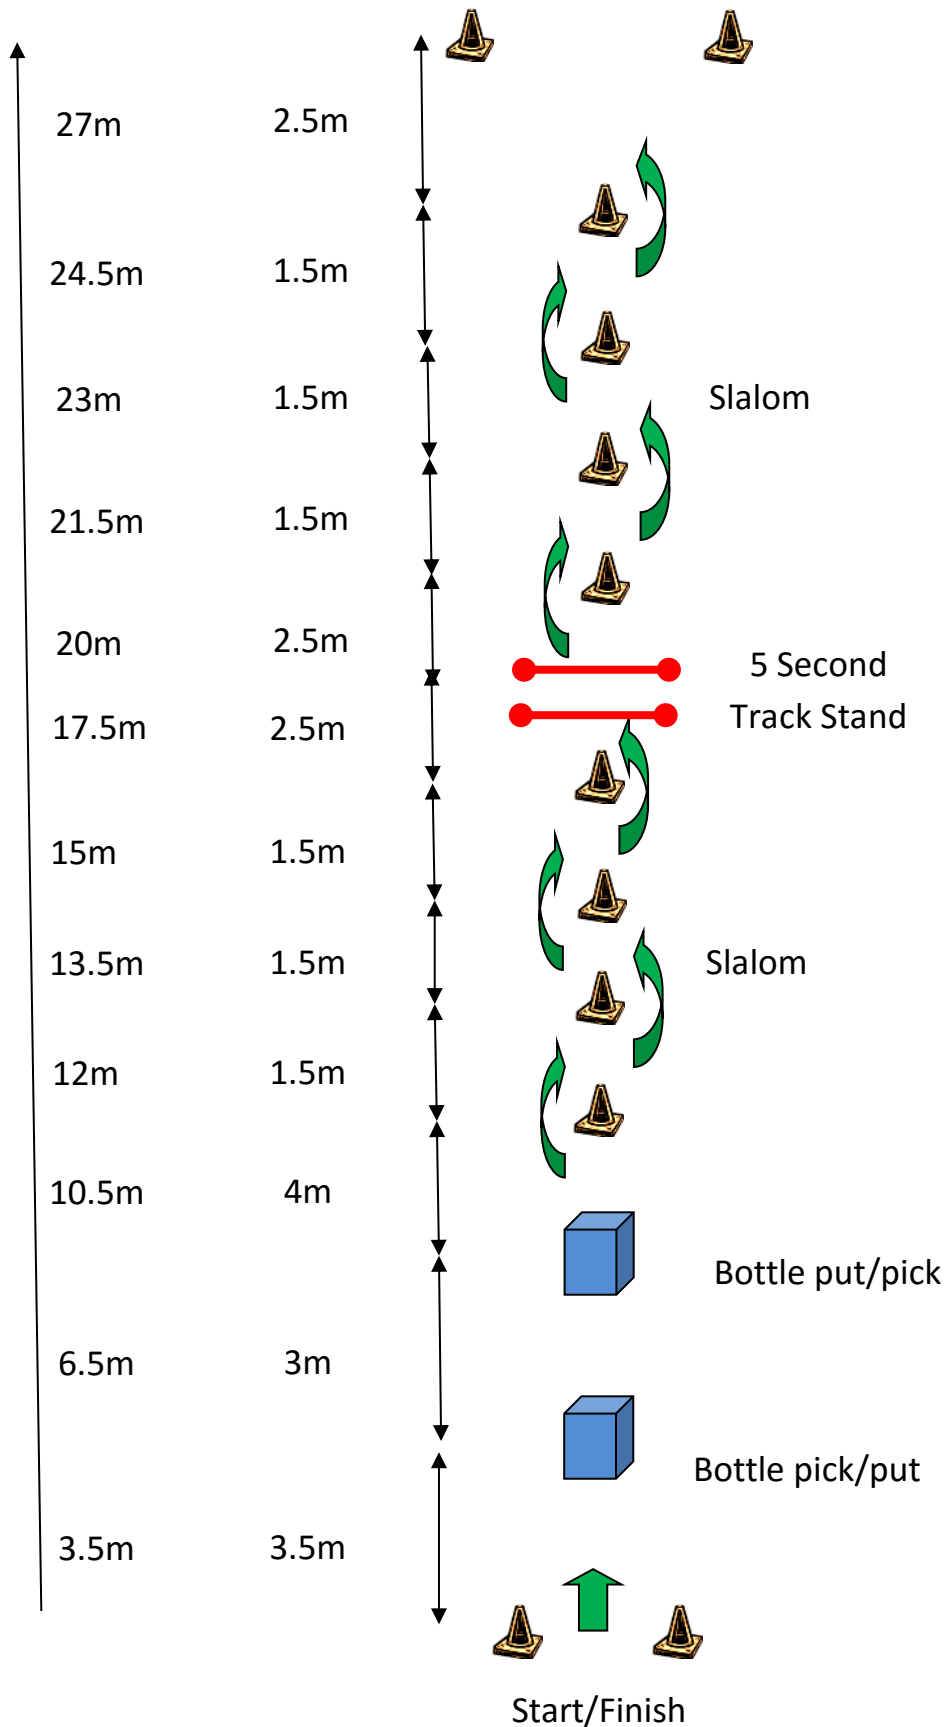 27m 2.5m
24.5m 1.5m
23m 1.5m Slalom
21.5m 1.5m
20m 2.5m 5 Second
17.5m 2.5m Track Stand
15m 1.5m
13.5m 1.5m Slalom
12m 1.5m
10.5m 4m
Bottle put/pick
6.5m 3m
Bottle pick/put
3.5m 3.5m
Start/Finish